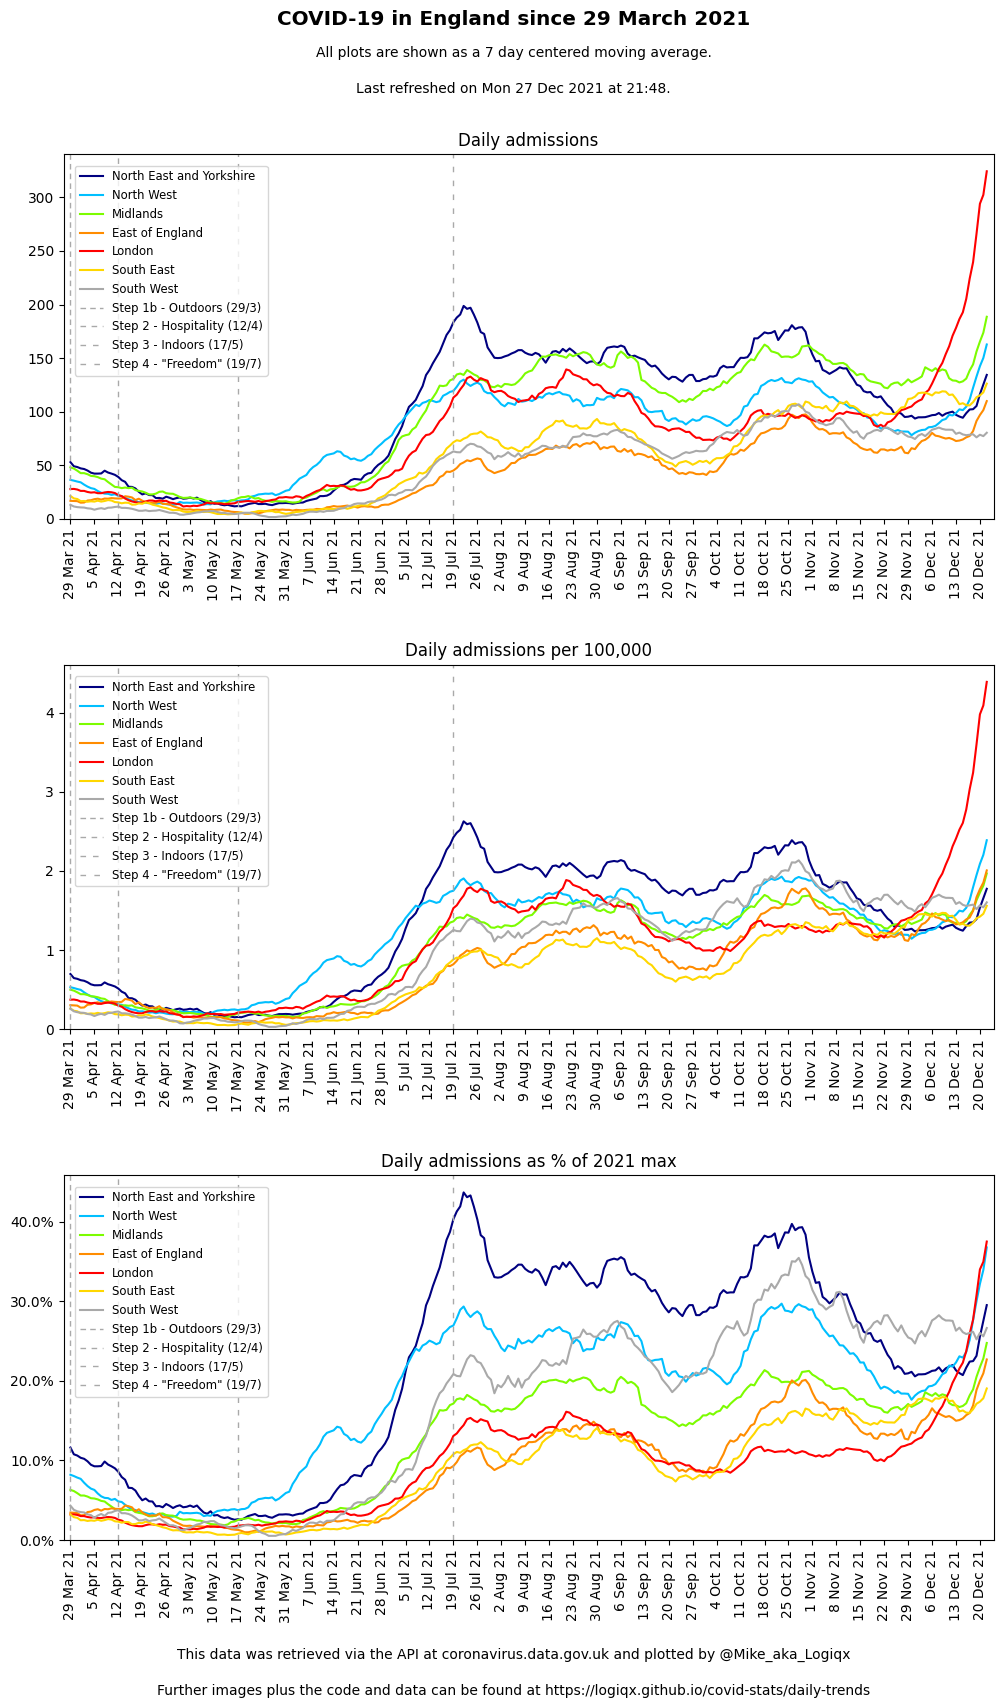 COVID-19 in England since 29 March 2021
All plots are shown as a 7 day centered moving average.
Last refreshed on Mon 27 Dec 2021 at 21:48.
Daily admissions
North East and Yorkshire
North West
Midlands
East of England
London
South East
South West
Step 1b - Outdoors (29/3)
Step 2 - Hospitality (12/4)
Step 3 - Indoors (17/5)
Step 4 - "Freedom" (19/7)
300
250
200
150
100
50
0
29 Mar 21
5 Apr 21
12 Apr 21
19 Apr 21
26 Apr 21
3 May 21
10 May 21
17 May 21
24 May 21
31 May 21
7 Jun 21
14 Jun 21
21 Jun 21
28 Jun 21
5 Jul 21
12 Jul 21
19 Jul 21
26 Jul 21
2 Aug 21
9 Aug 21
16 Aug 21
23 Aug 21
30 Aug 21
6 Sep 21
13 Sep 21
20 Sep 21
27 Sep 21
4 Oct 21
11 Oct 21
18 Oct 21
25 Oct 21
1 Nov 21
8 Nov 21
15 Nov 21
22 Nov 21
29 Nov 21
6 Dec 21
13 Dec 21
20 Dec 21
Daily admissions per 100,000
North East and Yorkshire
North West
Midlands
East of England
London
South East
South West
Step 1b - Outdoors (29/3)
Step 2 - Hospitality (12/4)
Step 3 - Indoors (17/5)
Step 4 - "Freedom" (19/7)
4
3
2
1
0
29 Mar 21
5 Apr 21
12 Apr 21
19 Apr 21
26 Apr 21
3 May 21
10 May 21
17 May 21
24 May 21
31 May 21
7 Jun 21
14 Jun 21
21 Jun 21
28 Jun 21
5 Jul 21
12 Jul 21
19 Jul 21
26 Jul 21
2 Aug 21
9 Aug 21
16 Aug 21
23 Aug 21
30 Aug 21
6 Sep 21
13 Sep 21
20 Sep 21
27 Sep 21
4 Oct 21
11 Oct 21
18 Oct 21
25 Oct 21
1 Nov 21
8 Nov 21
15 Nov 21
22 Nov 21
29 Nov 21
6 Dec 21
13 Dec 21
20 Dec 21
Daily admissions as % of 2021 max
North East and Yorkshire
North West
Midlands
East of England
London
South East
South West
Step 1b - Outdoors (29/3)
Step 2 - Hospitality (12/4)
Step 3 - Indoors (17/5)
Step 4 - "Freedom" (19/7)
40.0%
30.0%
20.0%
10.0%
0.0%
29 Mar 21
5 Apr 21
12 Apr 21
19 Apr 21
26 Apr 21
3 May 21
10 May 21
17 May 21
24 May 21
31 May 21
7 Jun 21
14 Jun 21
21 Jun 21
28 Jun 21
5 Jul 21
12 Jul 21
19 Jul 21
26 Jul 21
2 Aug 21
9 Aug 21
16 Aug 21
23 Aug 21
30 Aug 21
6 Sep 21
13 Sep 21
20 Sep 21
27 Sep 21
4 Oct 21
11 Oct 21
18 Oct 21
25 Oct 21
1 Nov 21
8 Nov 21
15 Nov 21
22 Nov 21
29 Nov 21
6 Dec 21
13 Dec 21
20 Dec 21
This data was retrieved via the API at coronavirus.data.gov.uk and plotted by @Mike_aka_Logiqx
Further images plus the code and data can be found at https://logiqx.github.io/covid-stats/daily-trends